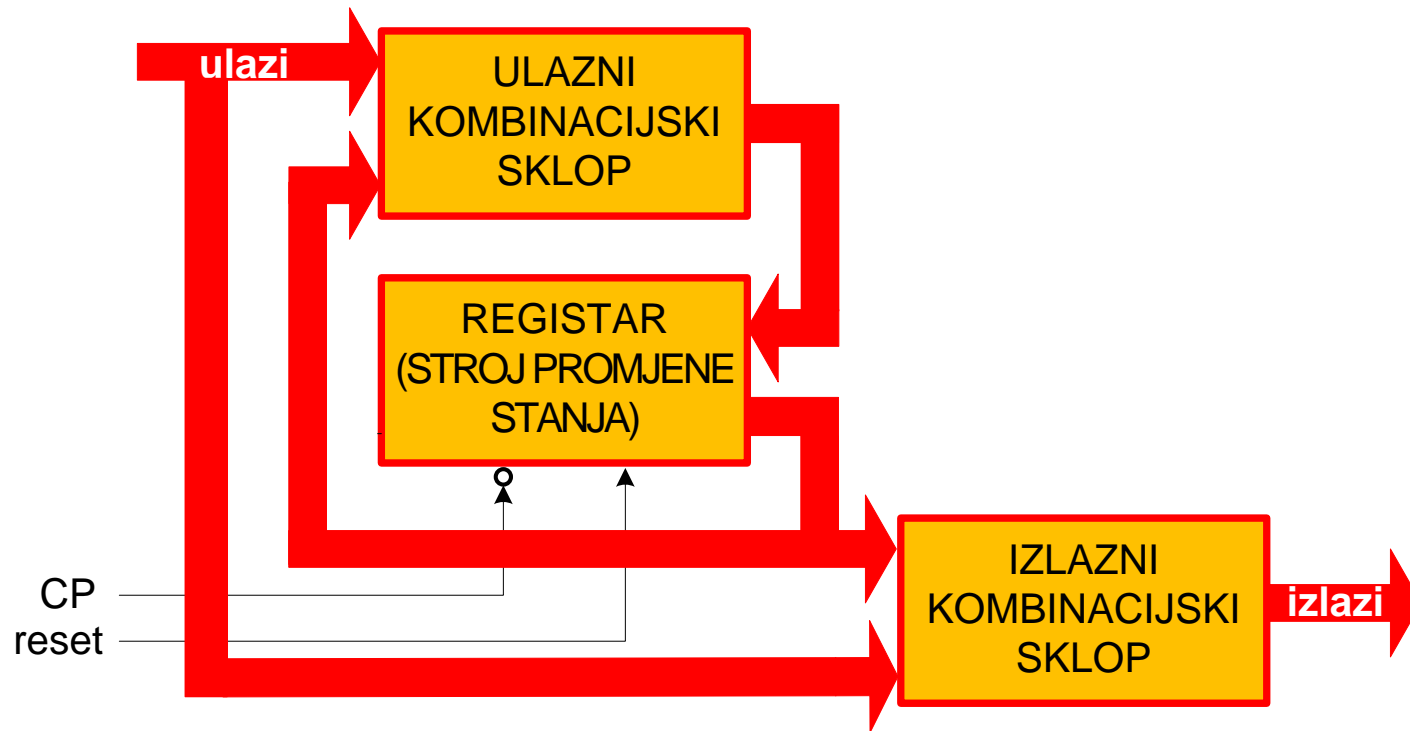 ulazi
ULAZNI
KOMBINACIJSKI
SKLOP
REGISTAR
(STROJ PROMJENE
STANJA)
CP
reset
IZLAZNI
KOMBINACIJSKI
SKLOP
izlazi